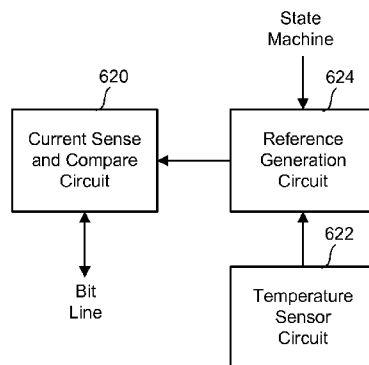 State
Machine
620
624
Current Sense
and Compare
Circuit
Reference
Generation
Circuit
622
Bit
Line
Temperature
Sensor
Circuit